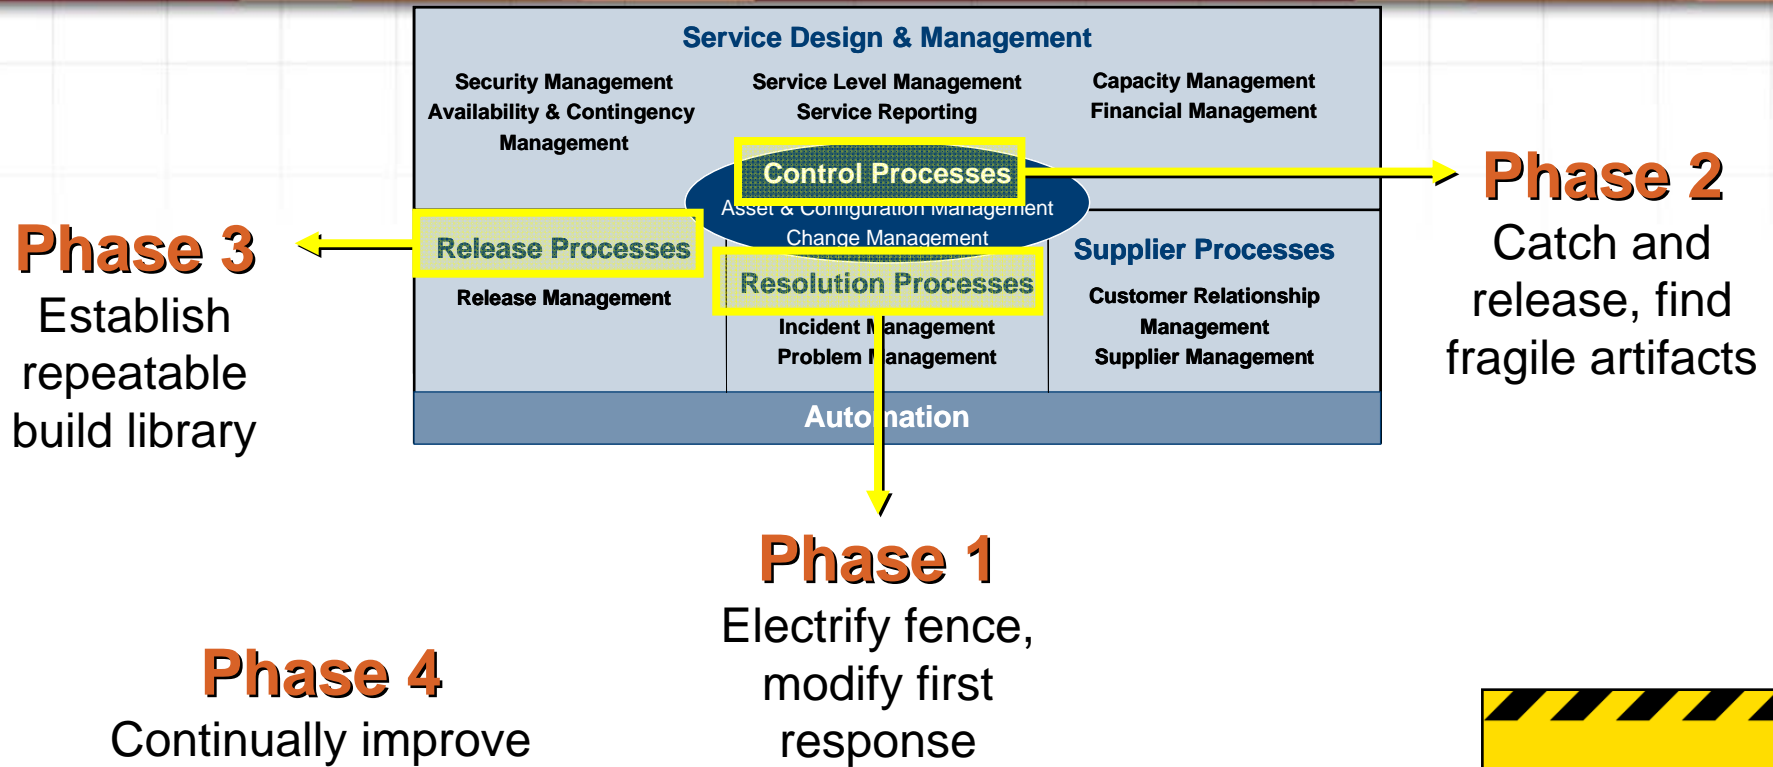 Service Design & Management
Security Management
Availability & Contingency
Management
Service Level Management
Service Reporting
Capacity Management
Financial Management
Control Processes
Asset & Configuration Management
Change Management
Release Processes
Release Management
Resolution Processes
Incident Management
Problem Management
Supplier Processes
Customer Relationship
Management
Supplier Management
Automation
Phase 2
Catch and
release, find
fragile artifacts
Phase 3
Establish
repeatable
build library
Phase 1
Electrify fence,
modify first
response
Phase 4
Continually improve